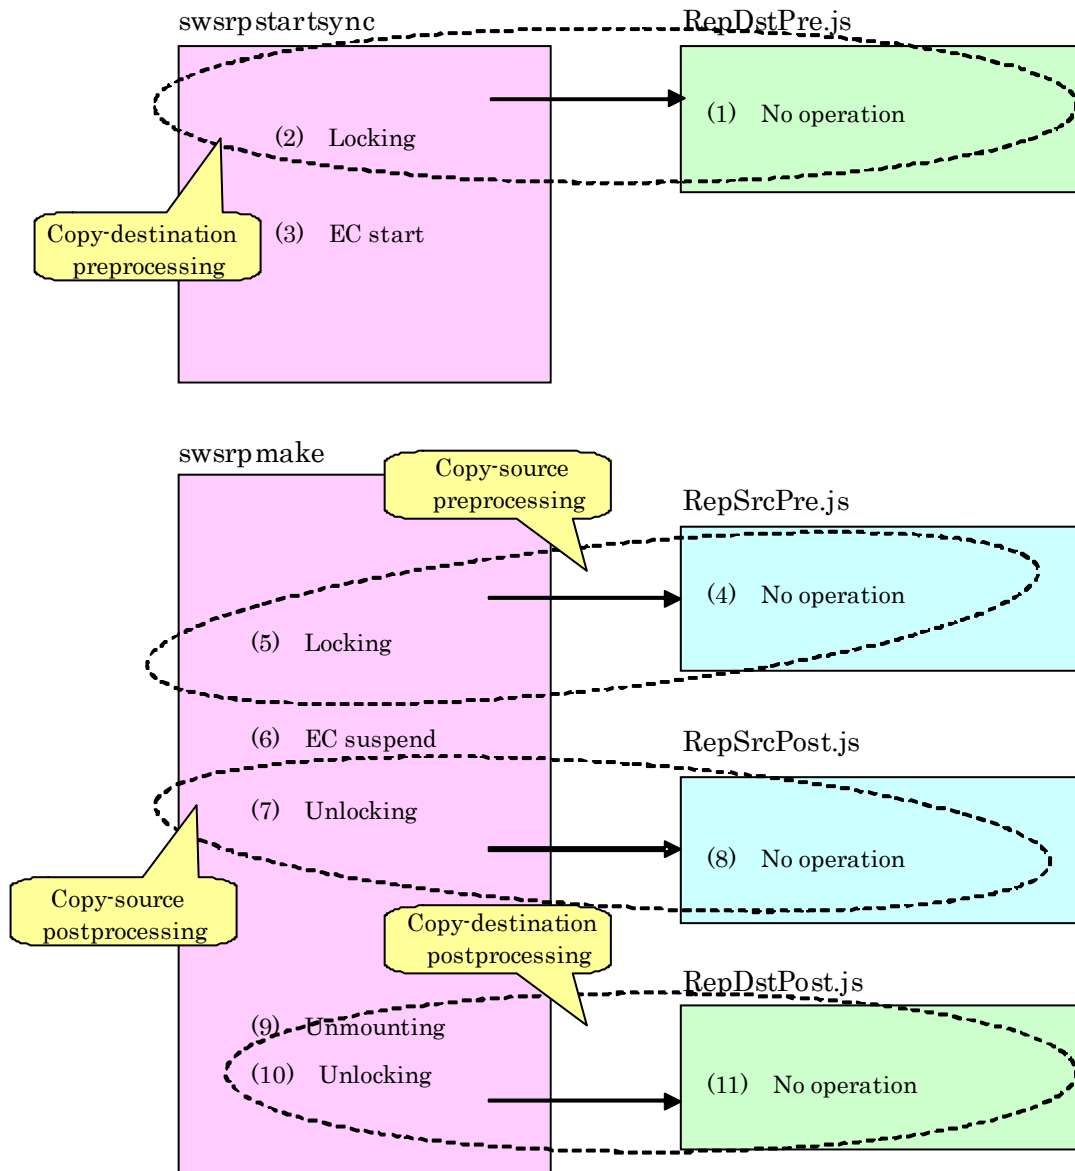 swsrpstartsync
RepDstPre.js
(1) No operation
(2) Locking
Copy-destination
preprocessing
(3) EC start
swsrpmake
Copy-source
preprocessing
RepSrcPre.js
(4) No operation
(5) Locking
(6) EC suspend
RepSrcPost.js
(7) Unlocking
(8) No operation
Copy-source
postprocessing
Copy-destination
postprocessing
RepDstPost.js
(9) Unmounting
(10) Unlocking
(11) No operation